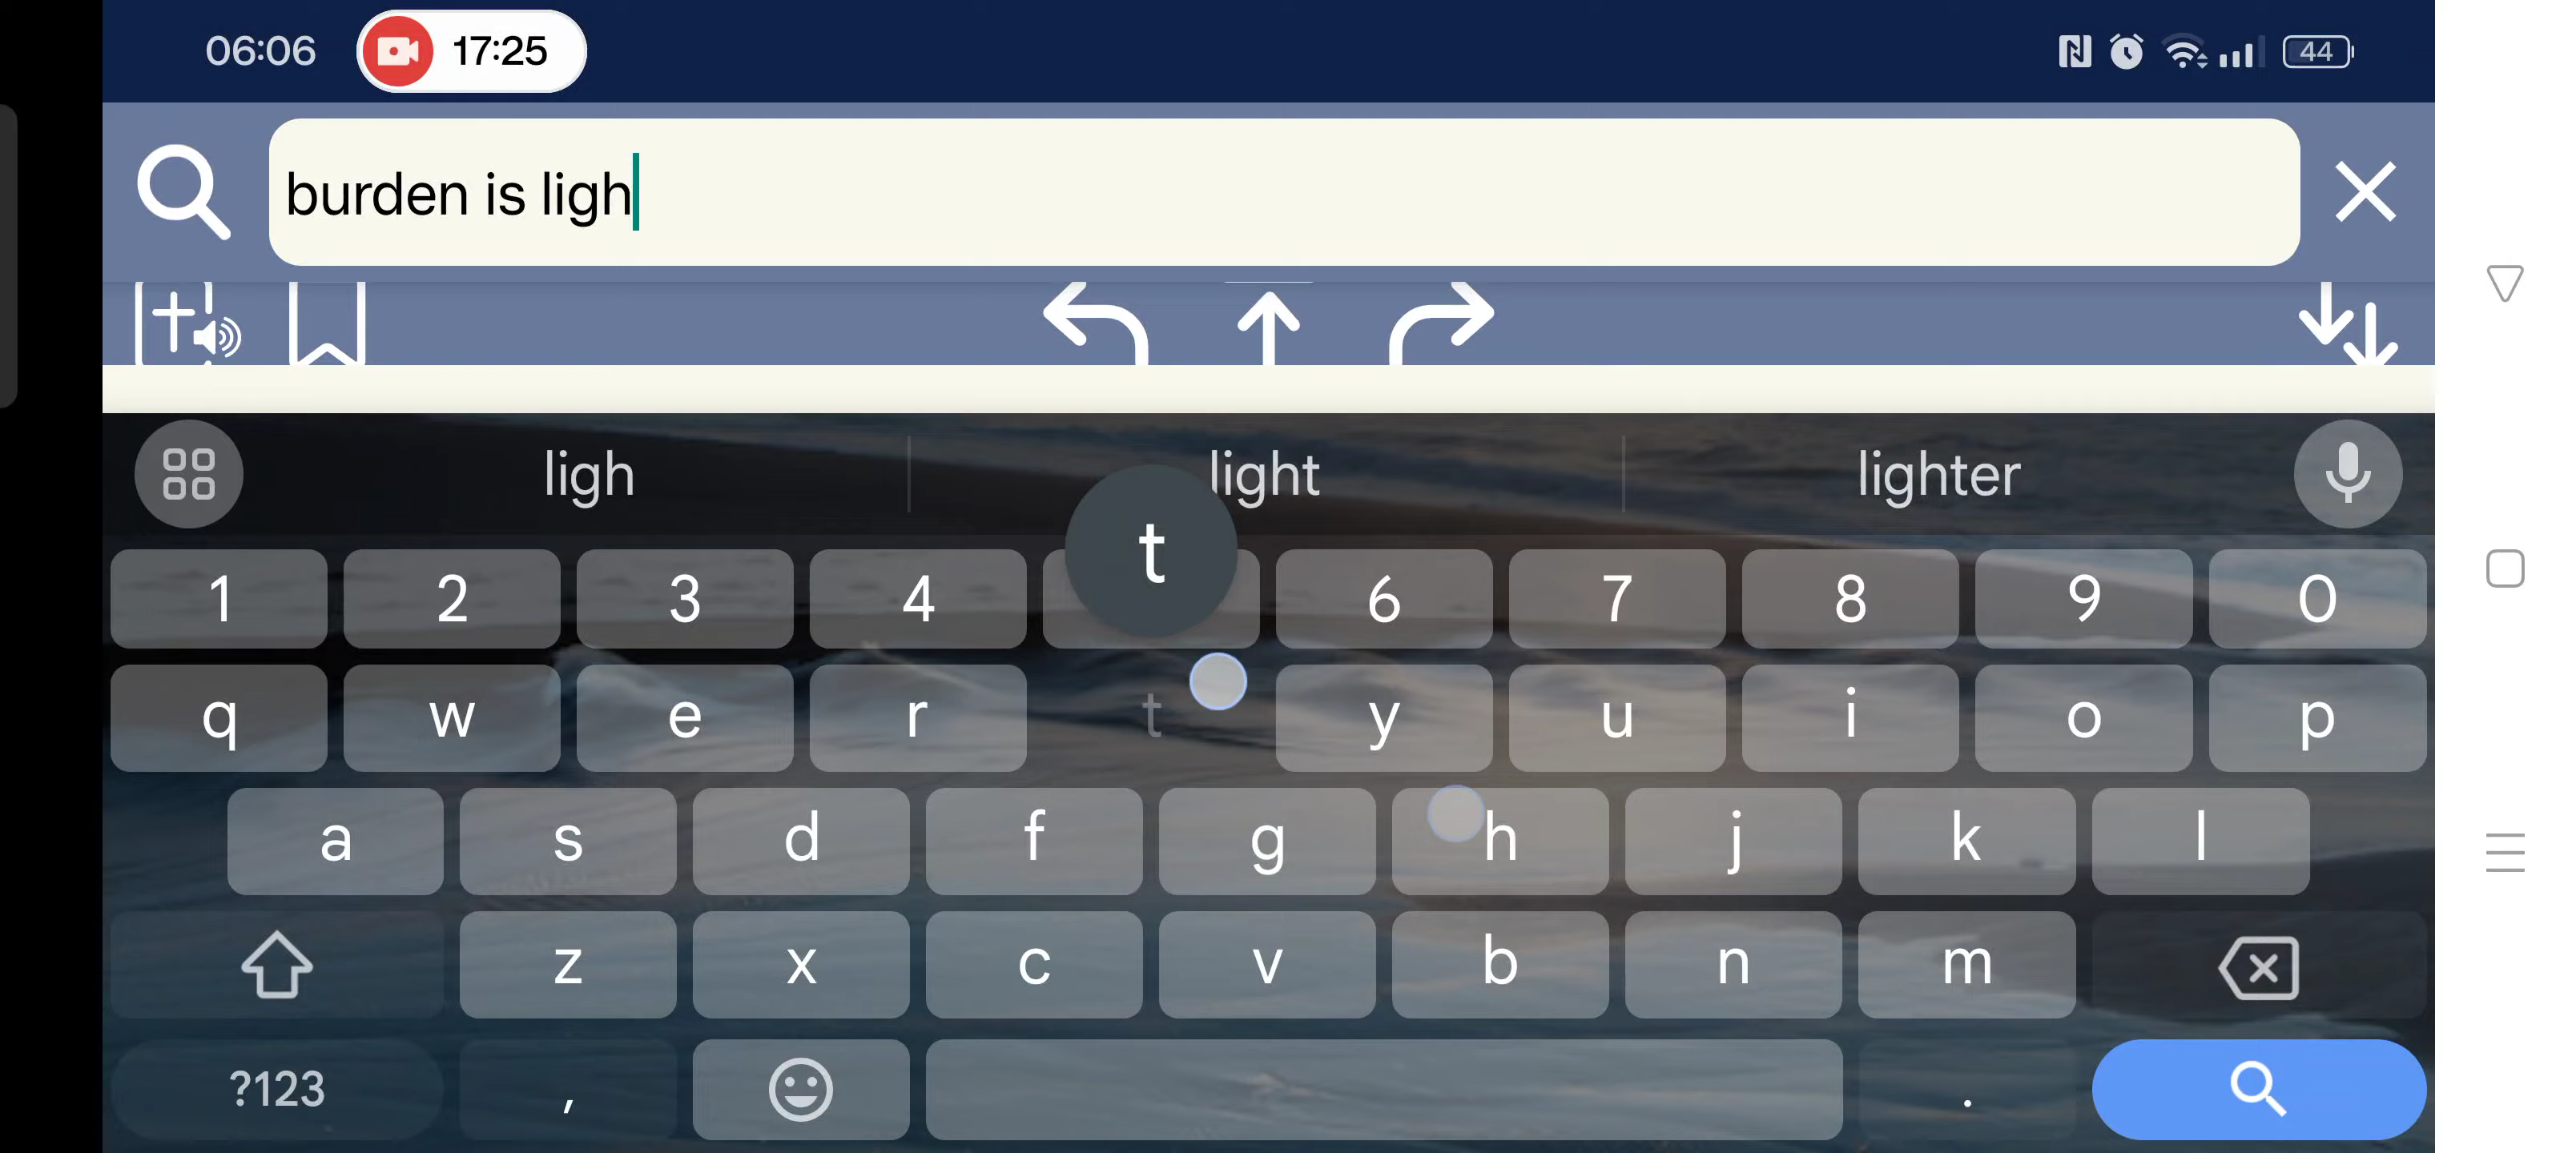 06:06 17:25 44
burden is ligh
ligh light lighter
t
1 2 3 4 6 7 8 9 0
q w e r t y u i o p
a s d f g h j k l
z x c v b n m
?123 , .